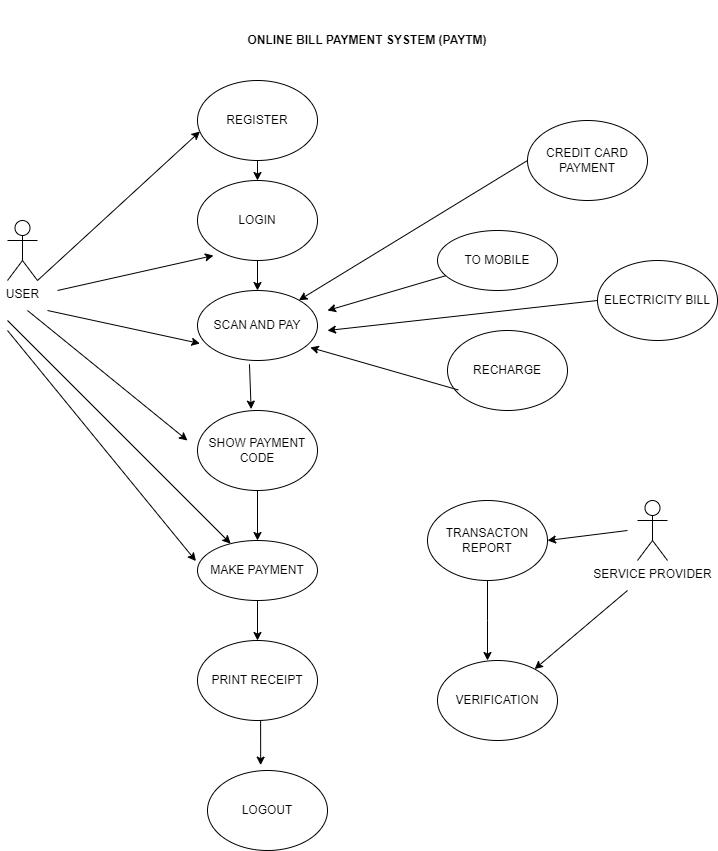 ONLINE BILL PAYMENT SYSTEM (PAYTM)
REGISTER
CREDIT CARD
PAYMENT
LOGIN
TO MOBILE
USER
ELECTRICITY BILL
SCAN AND PAY
RECHARGE
SHOW PAYMENT
CODE
TRANSACTON
REPORT
MAKE PAYMENT
SERVICE PROVIDER
PRINT RECEIPT
VERIFICATION
LOGOUT